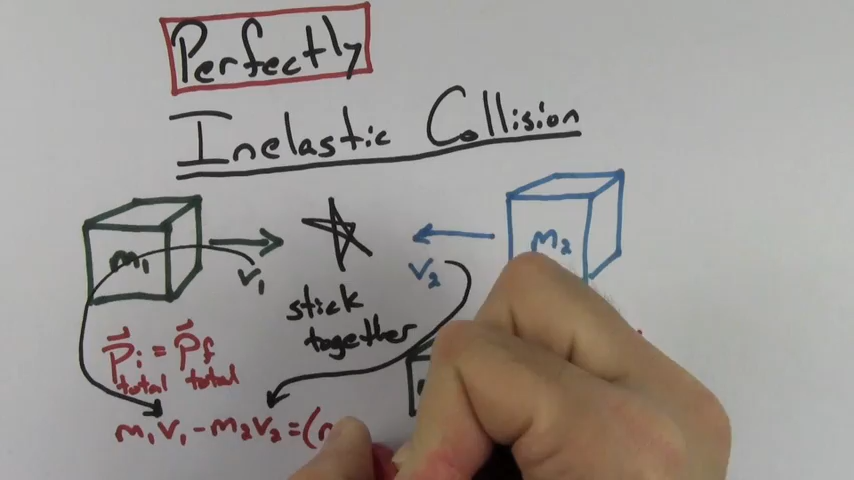 Perfectly
Inelastic Collision
m₁
m₂
v₁
v₂
stick
together
p⃗i = p⃗f
total total
m₁v₁-m₂v₂=(